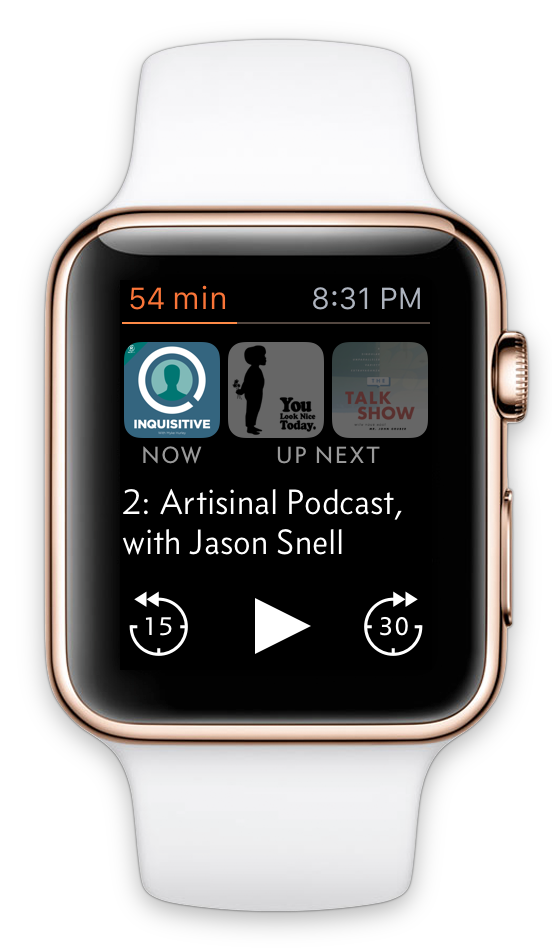 54 min 8:31 PM
INQUISITIVE
You
Look Nice
Today.
THE
TALK
SHOW
NOW UP NEXT
2: Artisinal Podcast,
with Jason Snell
15 30